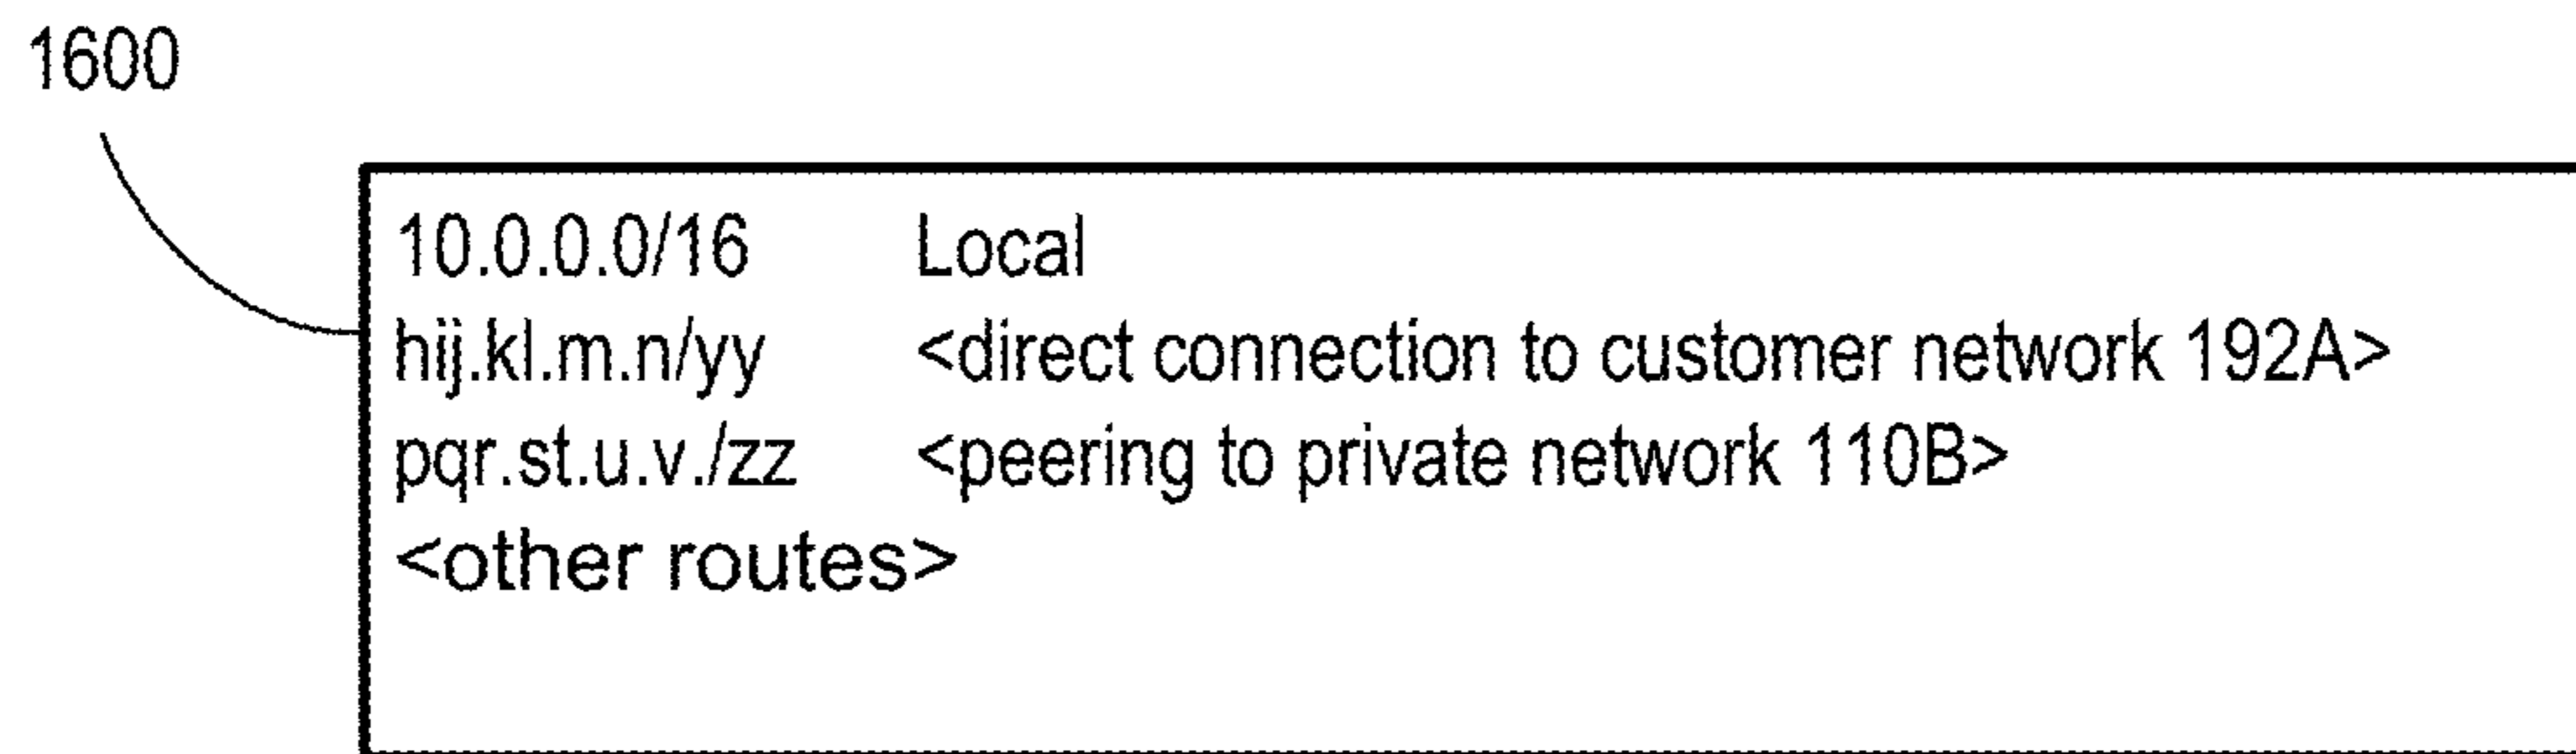 1600
10.0.0.0/16 Local
hij.kl.m.n/yy <direct connection to customer network 192A>
pqr.st.u.v./zz <peering to private network 110B>
<other routes>